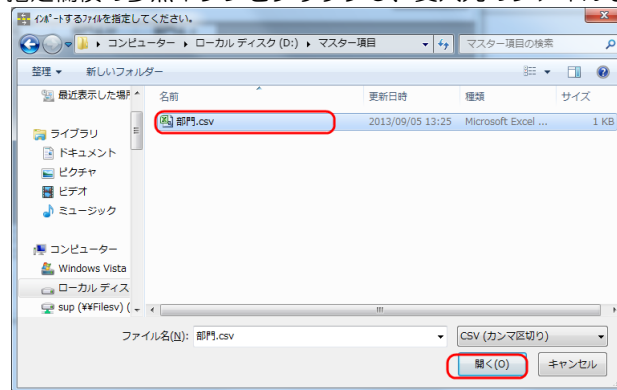 ｲﾝﾎﾟｰﾄするﾌｧｲﾙを指定してください。
コンピューター ▸ ローカル ディスク (D:) ▸ マスター項目
マスター項目の検索
整理 ▼ 新しいフォルダー
最近表示した場所
名前 更新日時 種類 サイズ
部門.csv 2013/09/05 13:25 Microsoft Excel ... 1 KB
ライブラリ
ドキュメント
ピクチャ
ビデオ
ミュージック
コンピューター
Windows Vista
ローカル ディス
sup (¥¥Filesv) (
ファイル名(N): 部門.csv
CSV (カンマ区切り)
開く(O) キャンセル